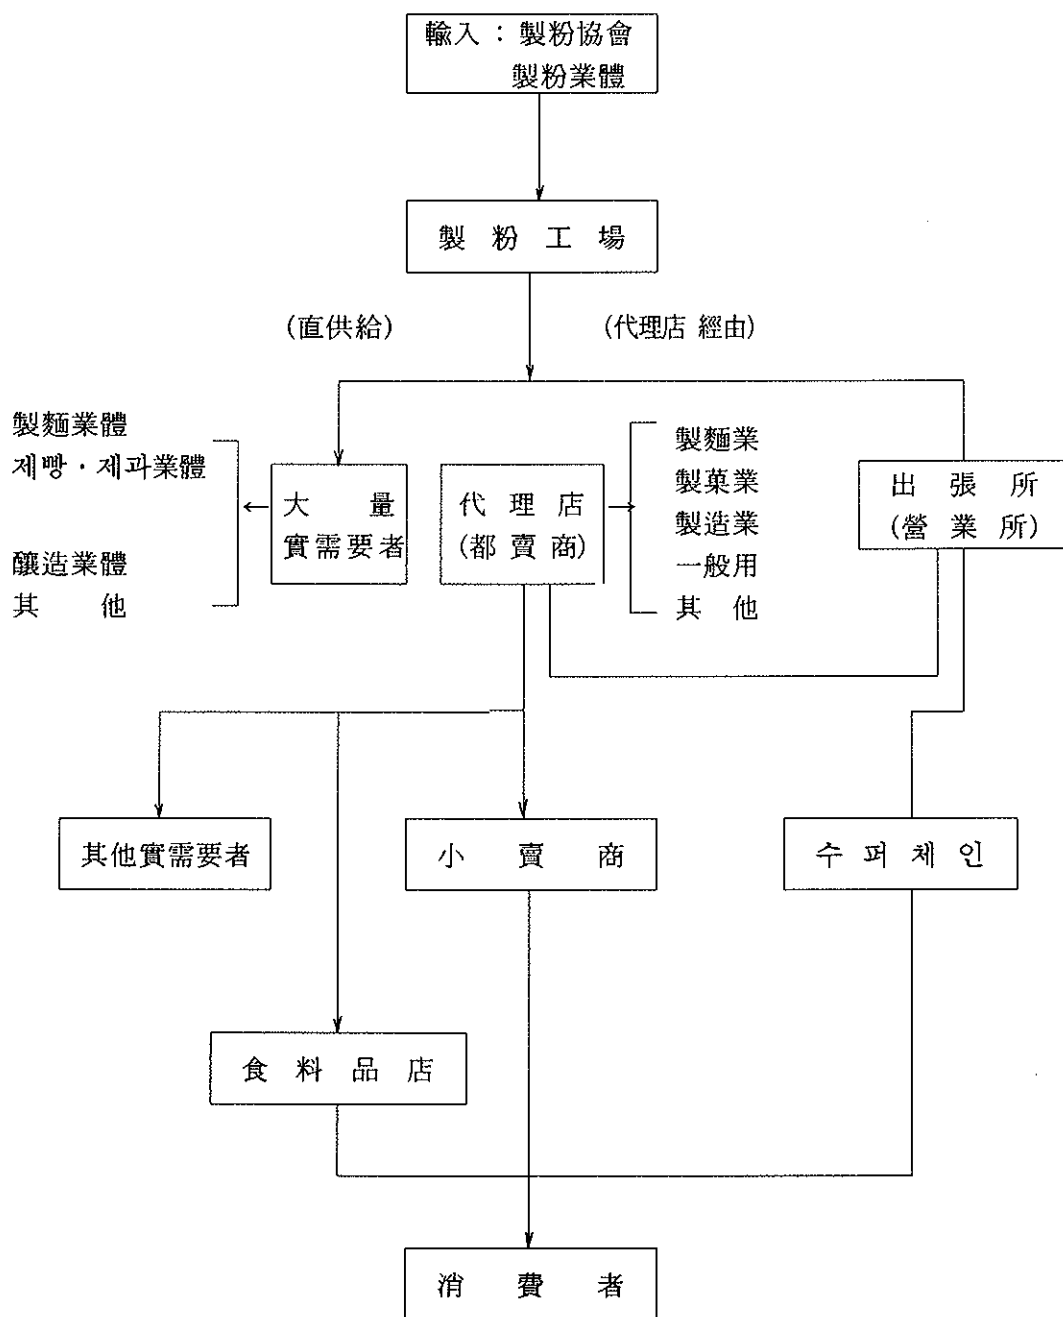 輸入 : 製粉協會
製粉業體
製粉工場
(直供給)
(代理店 經由)
製麵業體
제빵·제과業體
釀造業體
其他
大量
實需要者
代理店
(都賣商)
製麵業
製菓業
製造業
一般用
其他
出張所
(營業所)
其他實需要者
小賣商
수퍼체인
食料品店
消費者